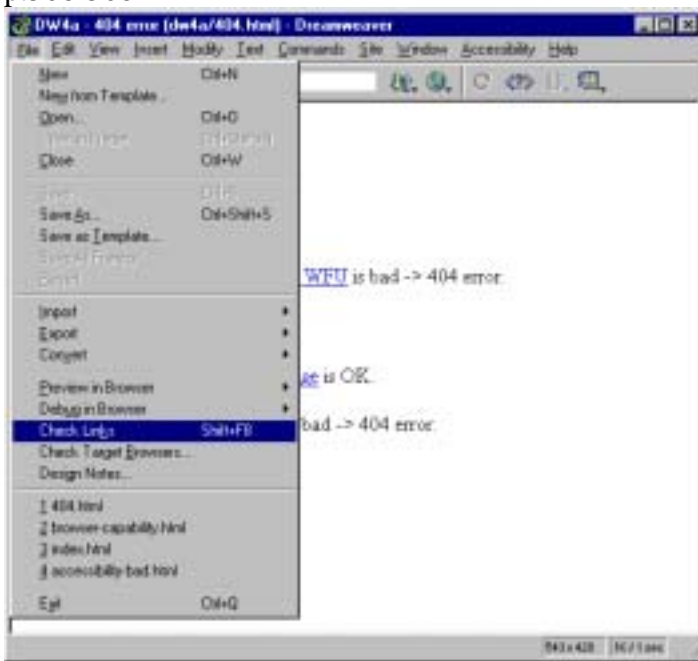 DW4a - 404 error (dw4a/404.html) - Dreamweaver
File Edit View Insert Modify Text Commands Site Window Accessibility Help
New Ctrl+N
New from Template...
Open... Ctrl+O
Close Ctrl+W
Save As... Ctrl+Shift+S
Save as Template...
WFU is bad -> 404 error.
Import
Export
Convert
Preview in Browser
is OK.
Debug in Browser
Check Links Shift+F8
bad -> 404 error.
Check Target Browsers...
Design Notes...
1 404.html
2 browser-capability.html
3 index.html
4 accessibility-bad.html
Exit Ctrl+Q